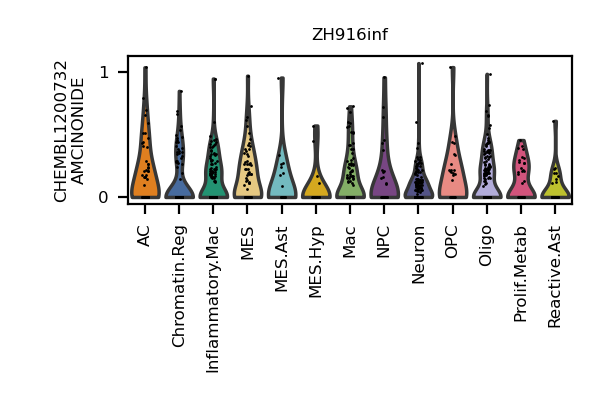 ZH916inf
CHEMBL1200732
AMCINONIDE
1
0
AC
Chromatin.Reg
Inflammatory.Mac
MES
MES.Ast
MES.Hyp
Mac
NPC
Neuron
OPC
Oligo
Prolif.Metab
Reactive.Ast